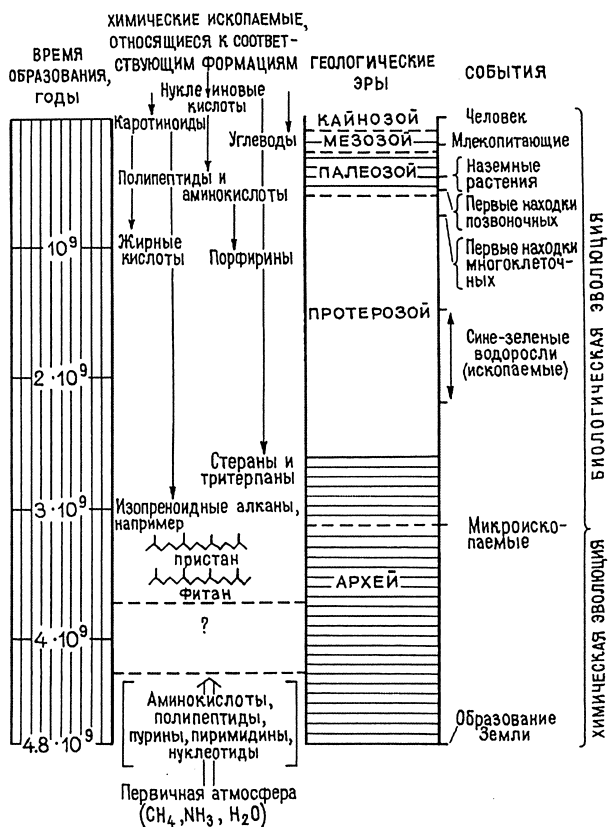 ВРЕМЯ
ОБРАЗОВАНИЯ,
ГОДЫ
10⁹
2·10⁹
3·10⁹
4·10⁹
4.8·10⁹
ХИМИЧЕСКИЕ ИСКОПАЕМЫЕ,
ОТНОСЯЩИЕСЯ К СООТВЕТ-
СТВУЮЩИМ ФОРМАЦИЯМ
Нуклеиновые
кислоты
Каротиноиды
Углеводы
Полипептиды и
аминокислоты
Жирные
кислоты
Порфирины
Стераны и
тритерпаны
Изопреноидные алканы,
например
пристан
фитан
?
Аминокислоты,
полипептиды,
пурины, пиримидины,
нуклеотиды
Первичная атмосфера
(CH₄, NH₃, H₂O)
ГЕОЛОГИЧЕСКИЕ
ЭРЫ
КАЙНОЗОЙ
МЕЗОЗОЙ
ПАЛЕОЗОЙ
ПРОТЕРОЗОЙ
АРХЕЙ
СОБЫТИЯ
Человек
Млекопитающие
Наземные
растения
Первые находки
позвоночных
Первые находки
многоклеточ-
ных
Сине-зеленые
водоросли
(ископаемые)
Микроиско-
паемые
Образование
Земли
БИОЛОГИЧЕСКАЯ ЭВОЛЮЦИЯ
ХИМИЧЕСКАЯ ЭВОЛЮЦИЯ